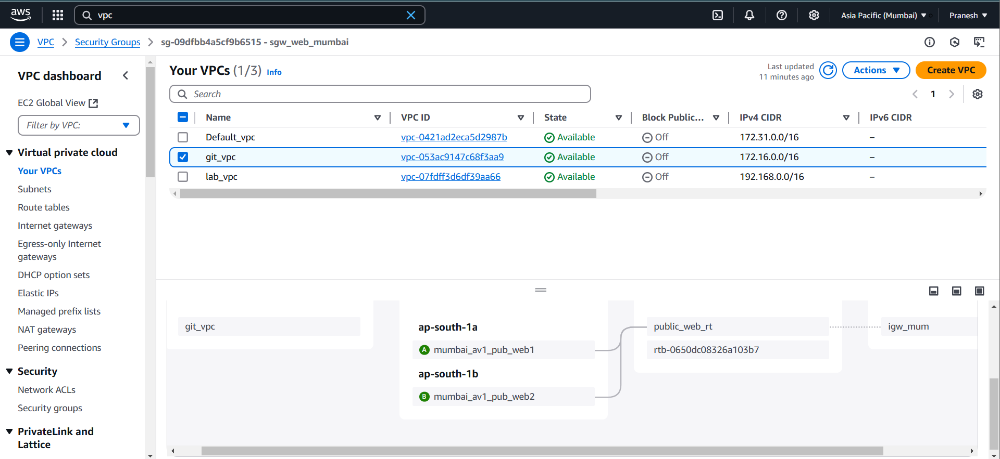 aws
vpc
Asia Pacific (Mumbai)
Pranesh
VPC
Security Groups
sg-09dfbb4a5cf9b6515 - sgw_web_mumbai
VPC dashboard
EC2 Global View
Filter by VPC:
Virtual private cloud
Your VPCs
Subnets
Route tables
Internet gateways
Egress-only Internet
gateways
DHCP option sets
Elastic IPs
Managed prefix lists
NAT gateways
Peering connections
Security
Network ACLs
Security groups
PrivateLink and
Lattice
Your VPCs (1/3) Info
Last updated
11 minutes ago
Actions
Create VPC
Search
1
Name VPC ID State Block Public... IPv4 CIDR IPv6 CIDR
Default_vpc vpc-0421ad2eca5d2987b Available Off 172.31.0.0/16 –
git_vpc vpc-053ac9147c68f3aa9 Available Off 172.16.0.0/16 –
lab_vpc vpc-07fdff3d6df39aa66 Available Off 192.168.0.0/16 –
git_vpc
ap-south-1a
A mumbai_av1_pub_web1
ap-south-1b
B mumbai_av1_pub_web2
public_web_rt
rtb-0650dc08326a103b7
igw_mum